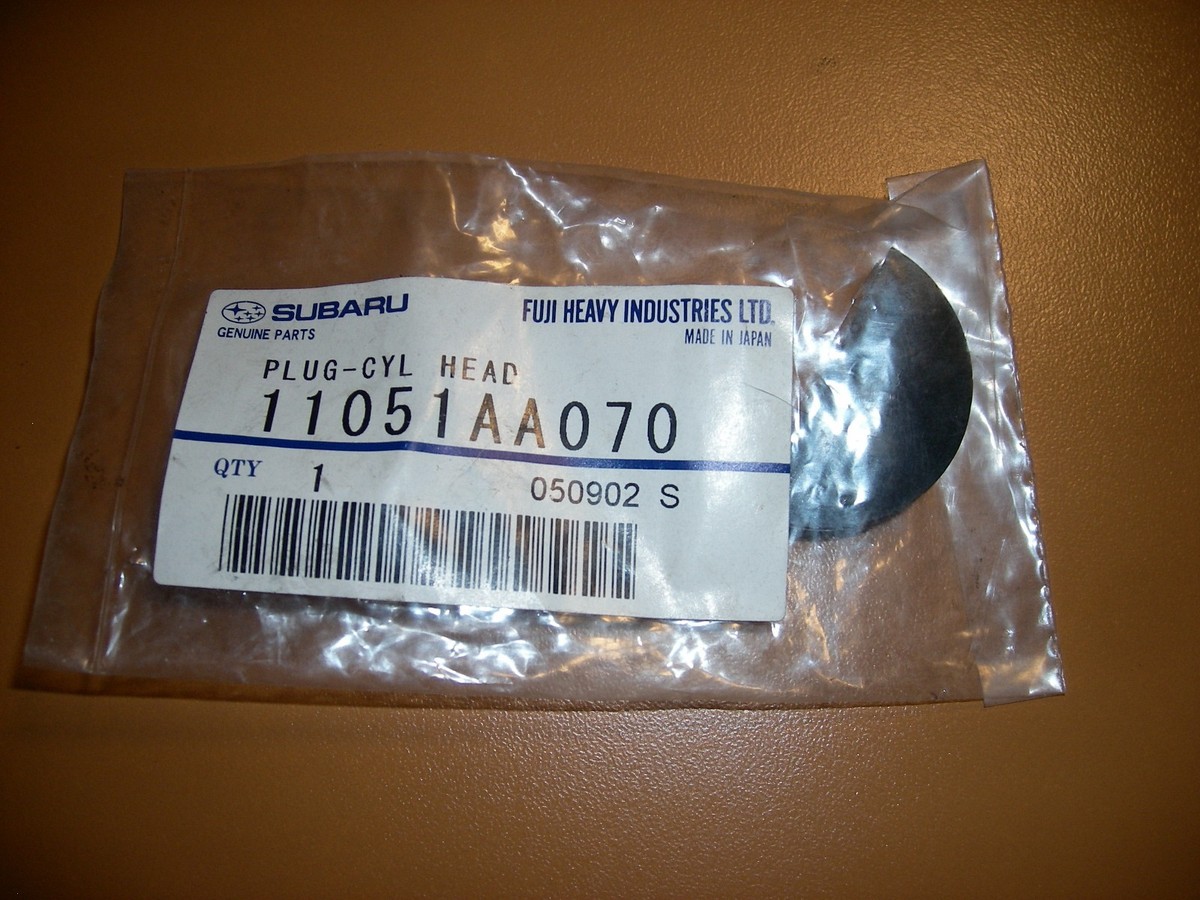 SUBARU
GENUINE PARTS
FUJI HEAVY INDUSTRIES LTD.
MADE IN JAPAN
PLUG-CYL HEAD
11051AA070
QTY 1 050902 S